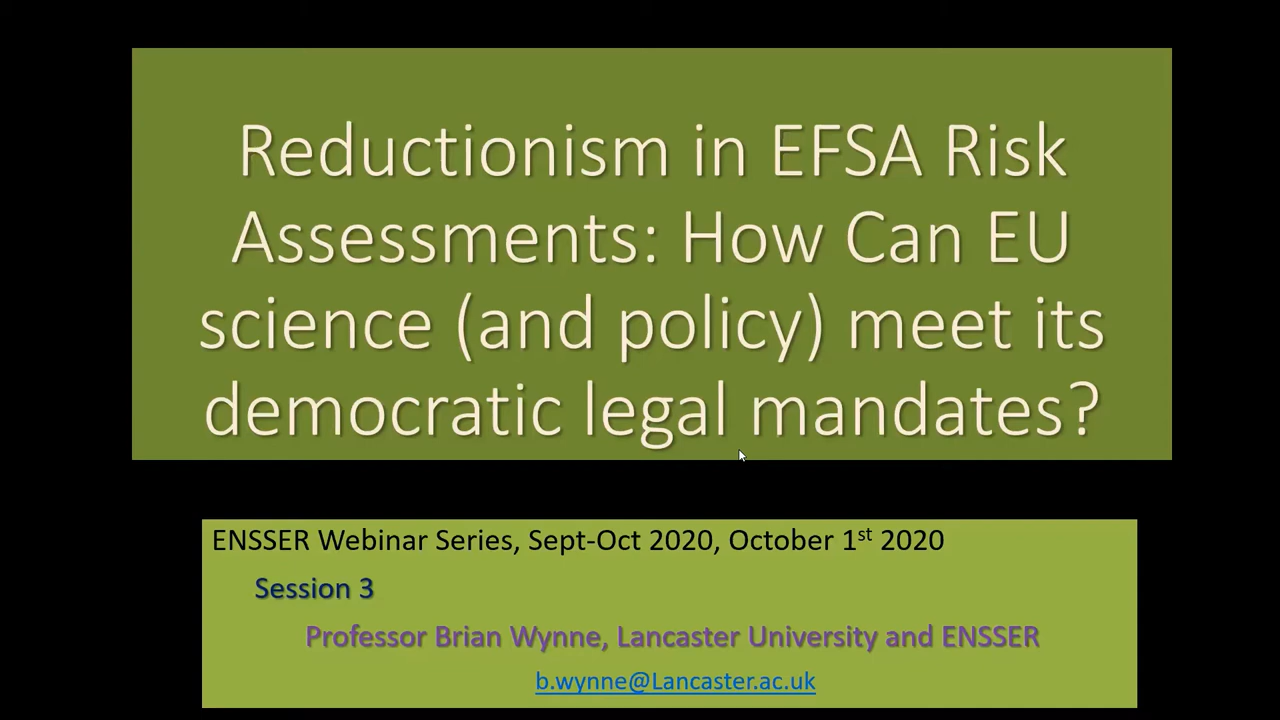 Reductionism in EFSA Risk
Assessments: How Can EU
science (and policy) meet its
democratic legal mandates?
ENSSER Webinar Series, Sept-Oct 2020, October 1st 2020
Session 3
Professor Brian Wynne, Lancaster University and ENSSER
b.wynne@Lancaster.ac.uk